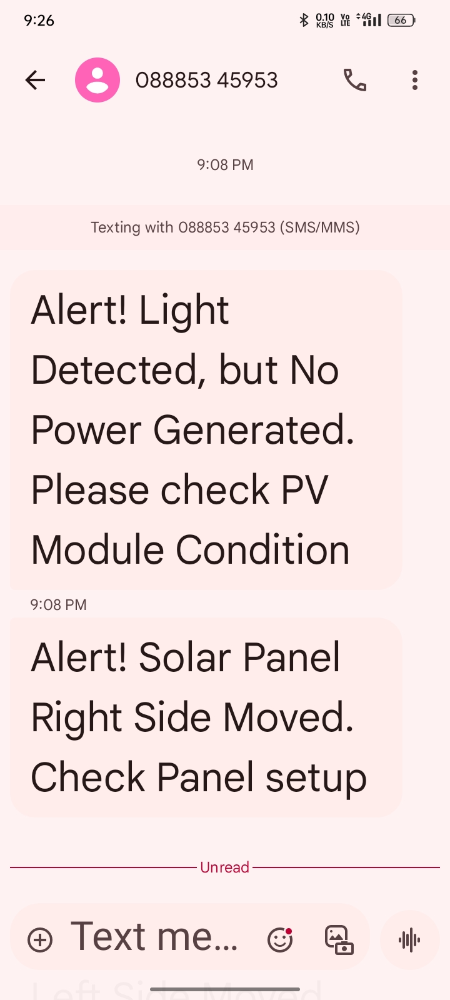 9:26
0.10 KB/S
Vo LTE
4G
66
088853 45953
9:08 PM
Texting with 088853 45953 (SMS/MMS)
Alert! Light
Detected, but No
Power Generated.
Please check PV
Module Condition
9:08 PM
Alert! Solar Panel
Right Side Moved.
Check Panel setup
Unread
Text me...
Left Side Moved